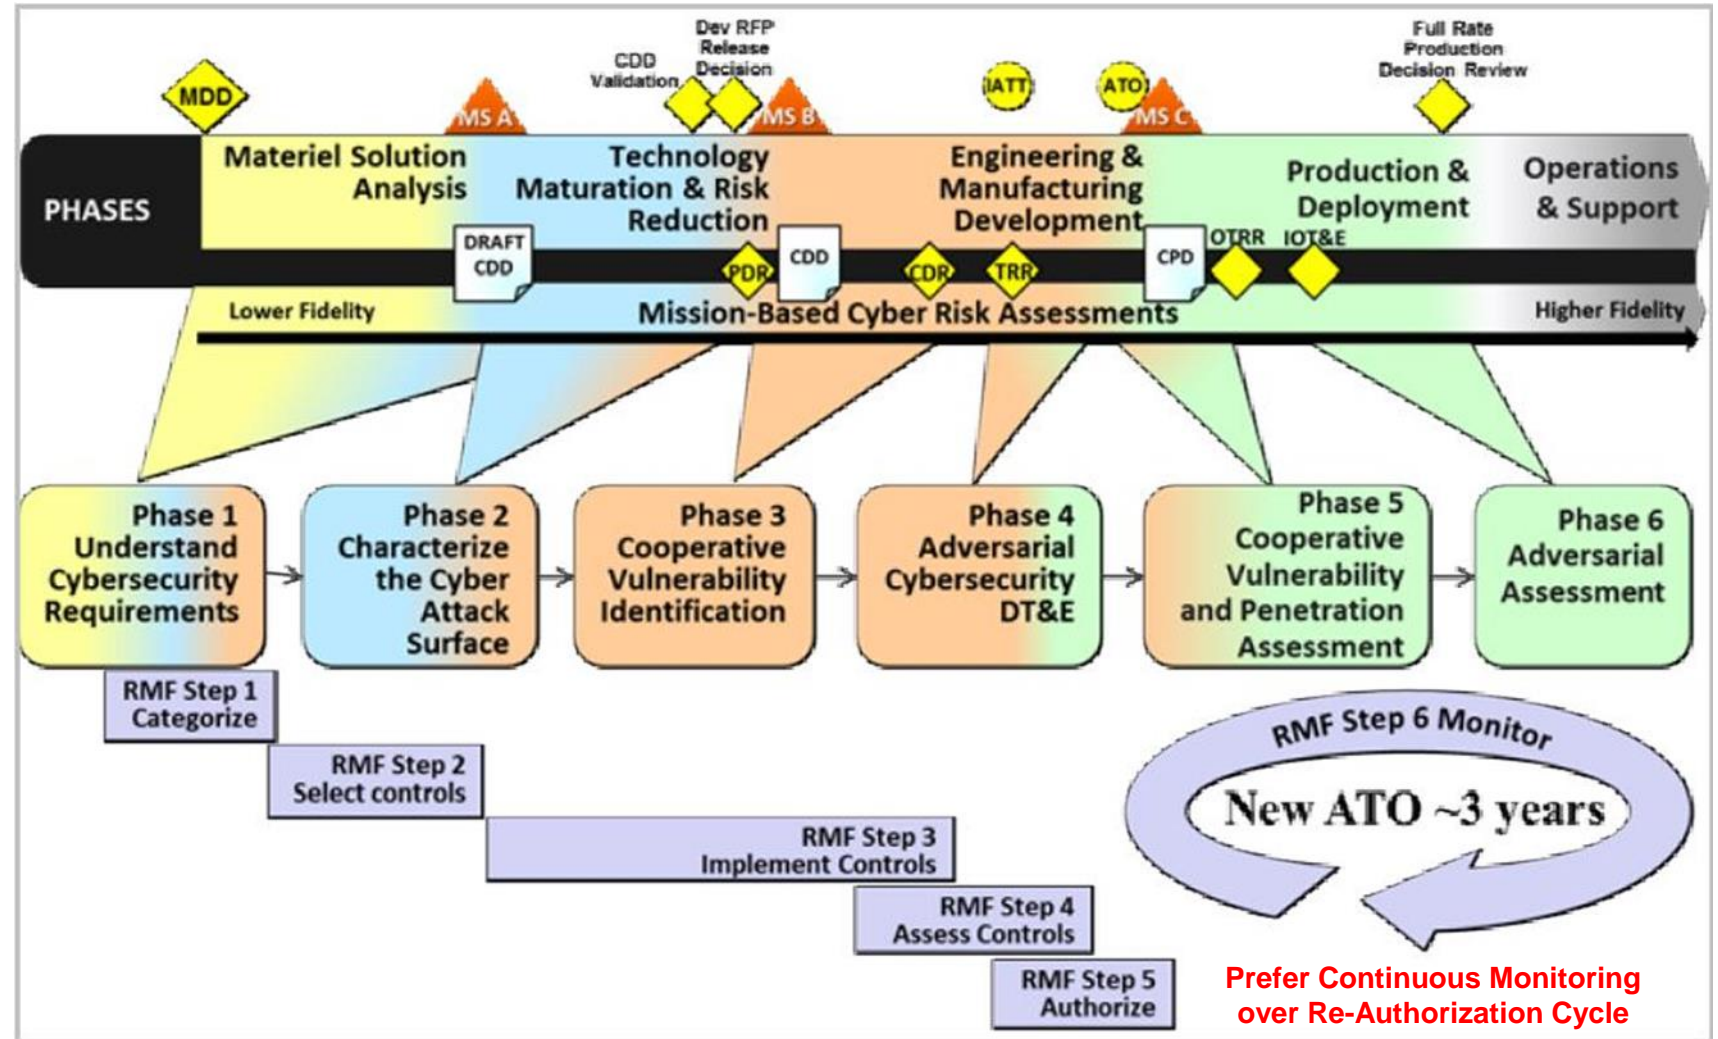 Dev RFP
Release
Decision
CDD
Validation
Full Rate
Production
Decision Review
MDD
MS A
MS B
IATT
ATO
MS C
PHASES
Materiel Solution
Analysis
Technology
Maturation & Risk
Reduction
Engineering &
Manufacturing
Development
Production &
Deployment
Operations
& Support
DRAFT
CDD
PDR
CDD
CDR
TRR
CPD
OTRR
IOT&E
Lower Fidelity
Mission-Based Cyber Risk Assessments
Higher Fidelity
Phase 1
Understand
Cybersecurity
Requirements
Phase 2
Characterize
the Cyber
Attack
Surface
Phase 3
Cooperative
Vulnerability
Identification
Phase 4
Adversarial
Cybersecurity
DT&E
Phase 5
Cooperative
Vulnerability
and Penetration
Assessment
Phase 6
Adversarial
Assessment
RMF Step 1
Categorize
RMF Step 2
Select controls
RMF Step 3
Implement Controls
RMF Step 4
Assess Controls
RMF Step 5
Authorize
RMF Step 6 Monitor
New ATO ~3 years
Prefer Continuous Monitoring
over Re-Authorization Cycle